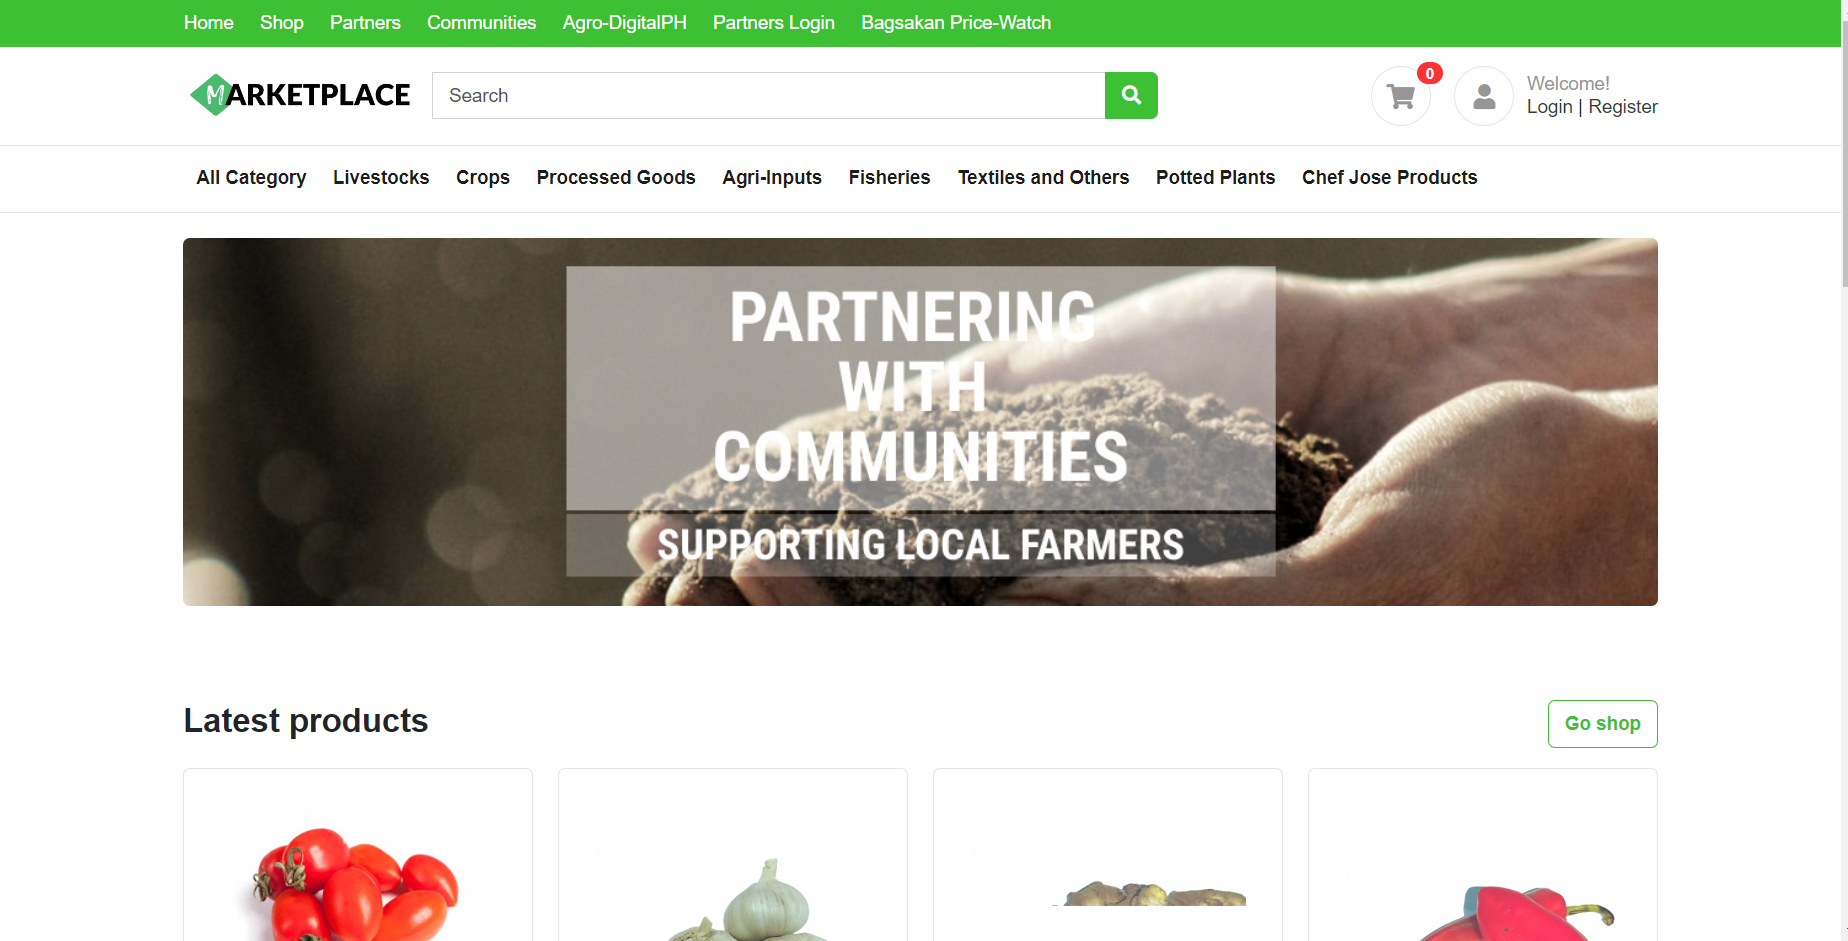 Home Shop Partners Communities Agro-DigitalPH Partners Login Bagsakan Price-Watch
MARKETPLACE
Search
0
Welcome!
Login | Register
All Category Livestocks Crops Processed Goods Agri-Inputs Fisheries Textiles and Others Potted Plants Chef Jose Products
PARTNERING
WITH
COMMUNITIES
SUPPORTING LOCAL FARMERS
Latest products
Go shop